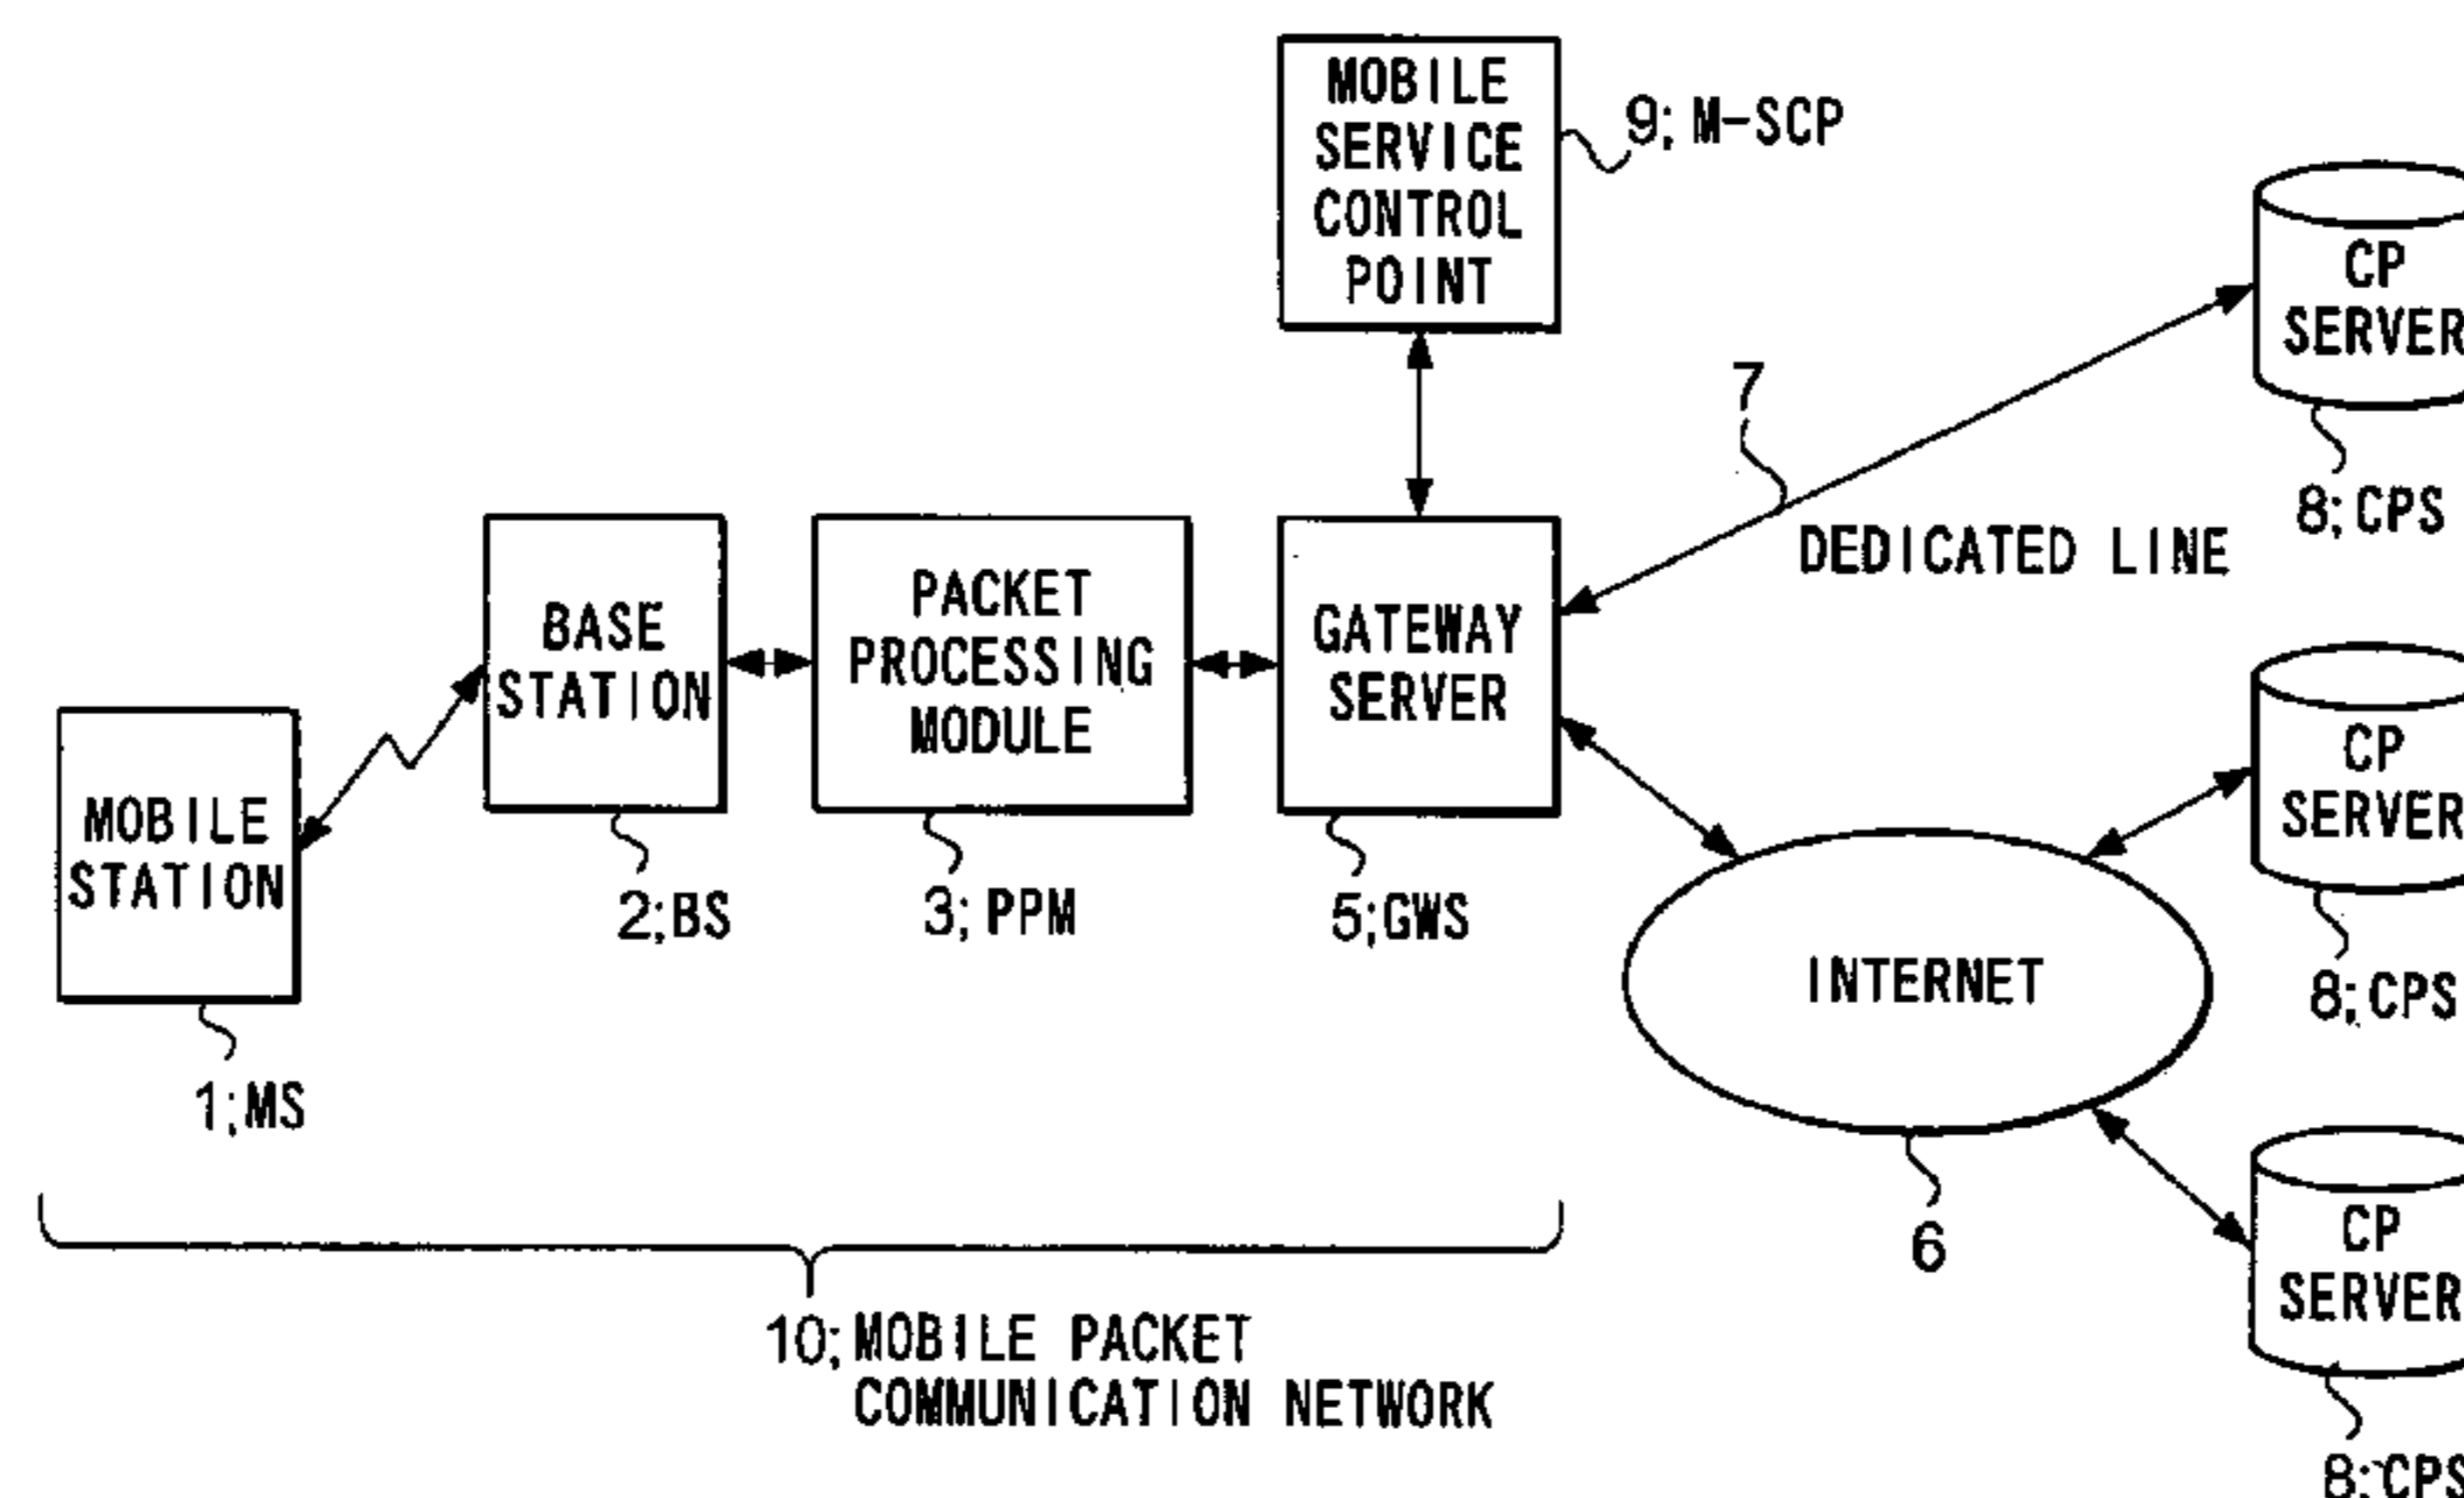 MOBILE
SERVICE
CONTROL
POINT
9; M-SCP
CP
SERVER
8; CPS
7
DEDICATED LINE
BASE
STATION
2; BS
PACKET
PROCESSING
MODULE
3; PPM
GATEWAY
SERVER
5; GWS
MOBILE
STATION
1; MS
CP
SERVER
8; CPS
INTERNET
6
CP
SERVER
8; CPS
10; MOBILE PACKET
COMMUNICATION NETWORK